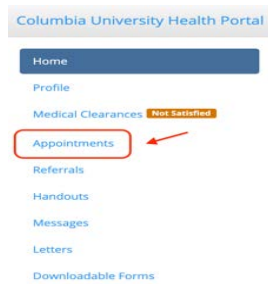 Columbia University Health Portal
Home
Profile
Medical Clearances Not Satisfied
Appointments
Referrals
Handouts
Messages
Letters
Downloadable Forms